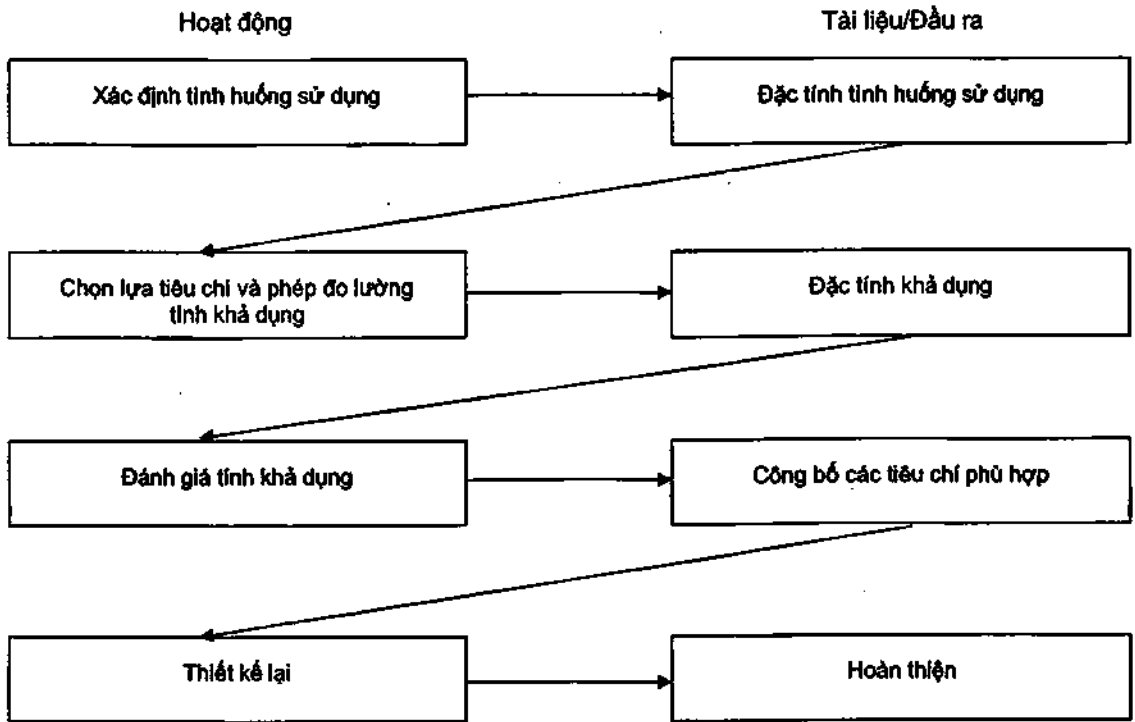 Hoạt động
Tài liệu/Đầu ra
Xác định tình huống sử dụng
Đặc tính tình huống sử dụng
Chọn lựa tiêu chí và phép đo lường
tính khả dụng
Đặc tính khả dụng
Đánh giá tính khả dụng
Công bố các tiêu chí phù hợp
Thiết kế lại
Hoàn thiện